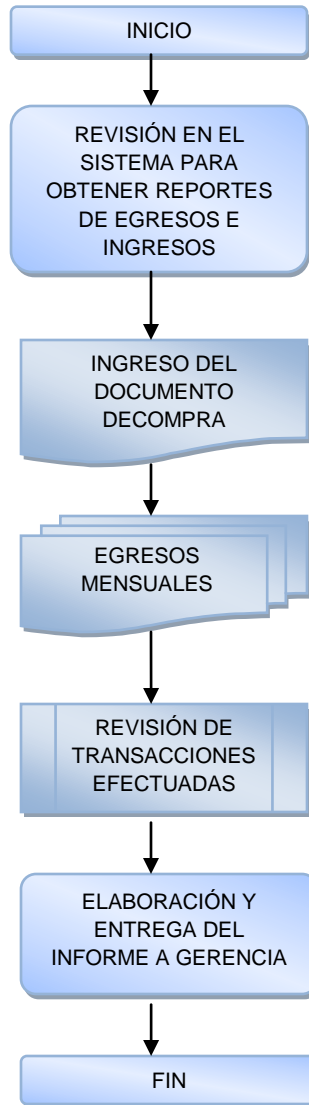 INICIO
REVISIÓN EN EL
SISTEMA PARA
OBTENER REPORTES
DE EGRESOS E
INGRESOS
INGRESO DEL
DOCUMENTO
DECOMPRA
EGRESOS
MENSUALES
REVISIÓN DE
TRANSACCIONES
EFECTUADAS
ELABORACIÓN Y
ENTREGA DEL
INFORME A GERENCIA
FIN